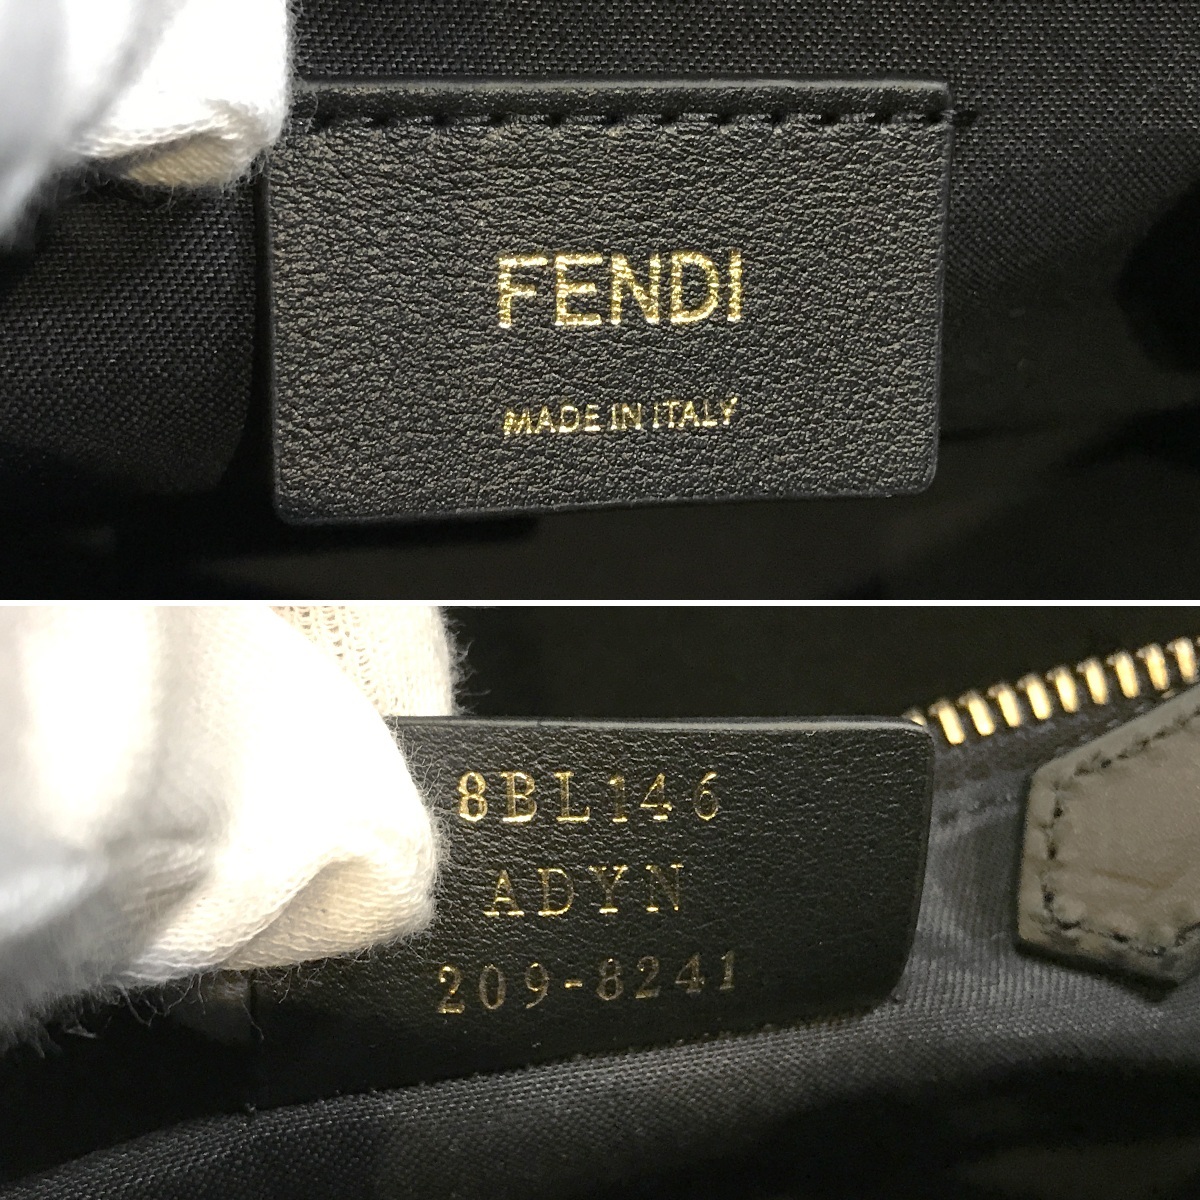 FENDI
MADE IN ITALY
8BL146
ADYN
209-8241